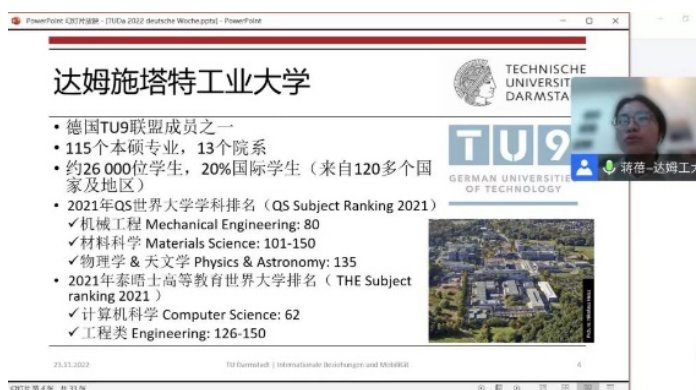 PowerPoint 幻灯片放映 - [TUDa 2022 deutsche Woche.pptx] - PowerPoint
达姆施塔特工业大学
TECHNISCHE
UNIVERSIT
DARMSTA
• 德国TU9联盟成员之一
• 115个本硕专业，13个院系
• 约26 000位学生，20%国际学生（来自120多个国
家及地区）
TU9
GERMAN UNIVERSITIE
OF TECHNOLOGY
蒋蓓–达姆工大
• 2021年QS世界大学学科排名（QS Subject Ranking 2021）
✓机械工程 Mechanical Engineering: 80
✓材料科学 Materials Science: 101-150
✓物理学 & 天文学 Physics & Astronomy: 135
• 2021年泰晤士高等教育世界大学排名（ THE Subject
ranking 2021 ）
✓计算机科学 Computer Science: 62
✓工程类 Engineering: 126-150
23.11.2022
TU Darmstadt | Internationale Beziehungen und Mobilität
4